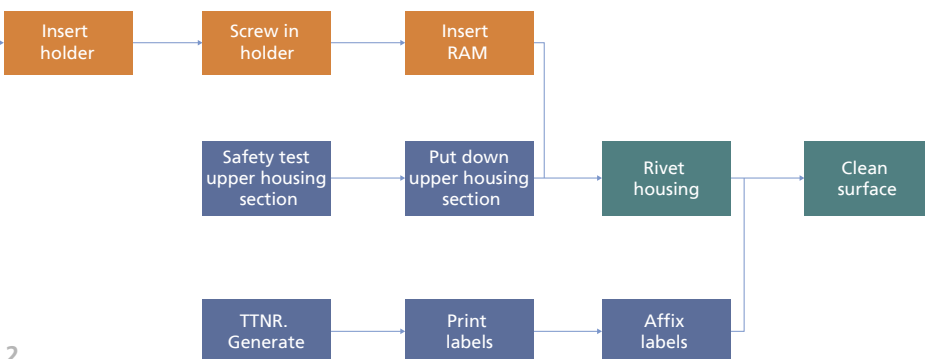 Insert
holder
Screw in
holder
Insert
RAM
Safety test
upper housing
section
Put down
upper housing
section
Rivet
housing
Clean
surface
TTNR.
Generate
Print
labels
Affix
labels
2